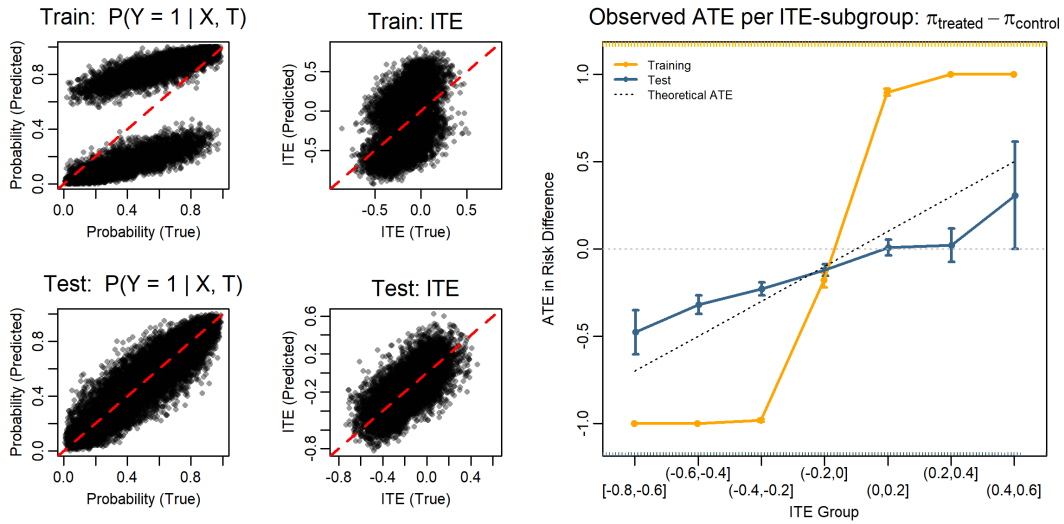 Train: P(Y = 1 | X, T)
Probability (Predicted)
0.0 0.4 0.8
0.0 0.4 0.8
Probability (True)
Train: ITE
ITE (Predicted)
-0.5 0.0 0.5
-0.5 0.0 0.5
ITE (True)
Test: P(Y = 1 | X, T)
Probability (Predicted)
0.0 0.4 0.8
0.0 0.4 0.8
Probability (True)
Test: ITE
ITE (Predicted)
-0.8 -0.2 0.2 0.6
-0.8 -0.4 0.0 0.4
ITE (True)
Observed ATE per ITE-subgroup: πtreated − πcontrol
Training
Test
Theoretical ATE
ATE in Risk Difference
1.0
0.5
0.0
-0.5
-1.0
(-0.6,-0.4] (-0.2,0] (0.2,0.4]
[-0.8,-0.6] (-0.4,-0.2] (0,0.2] (0.4,0.6]
ITE Group